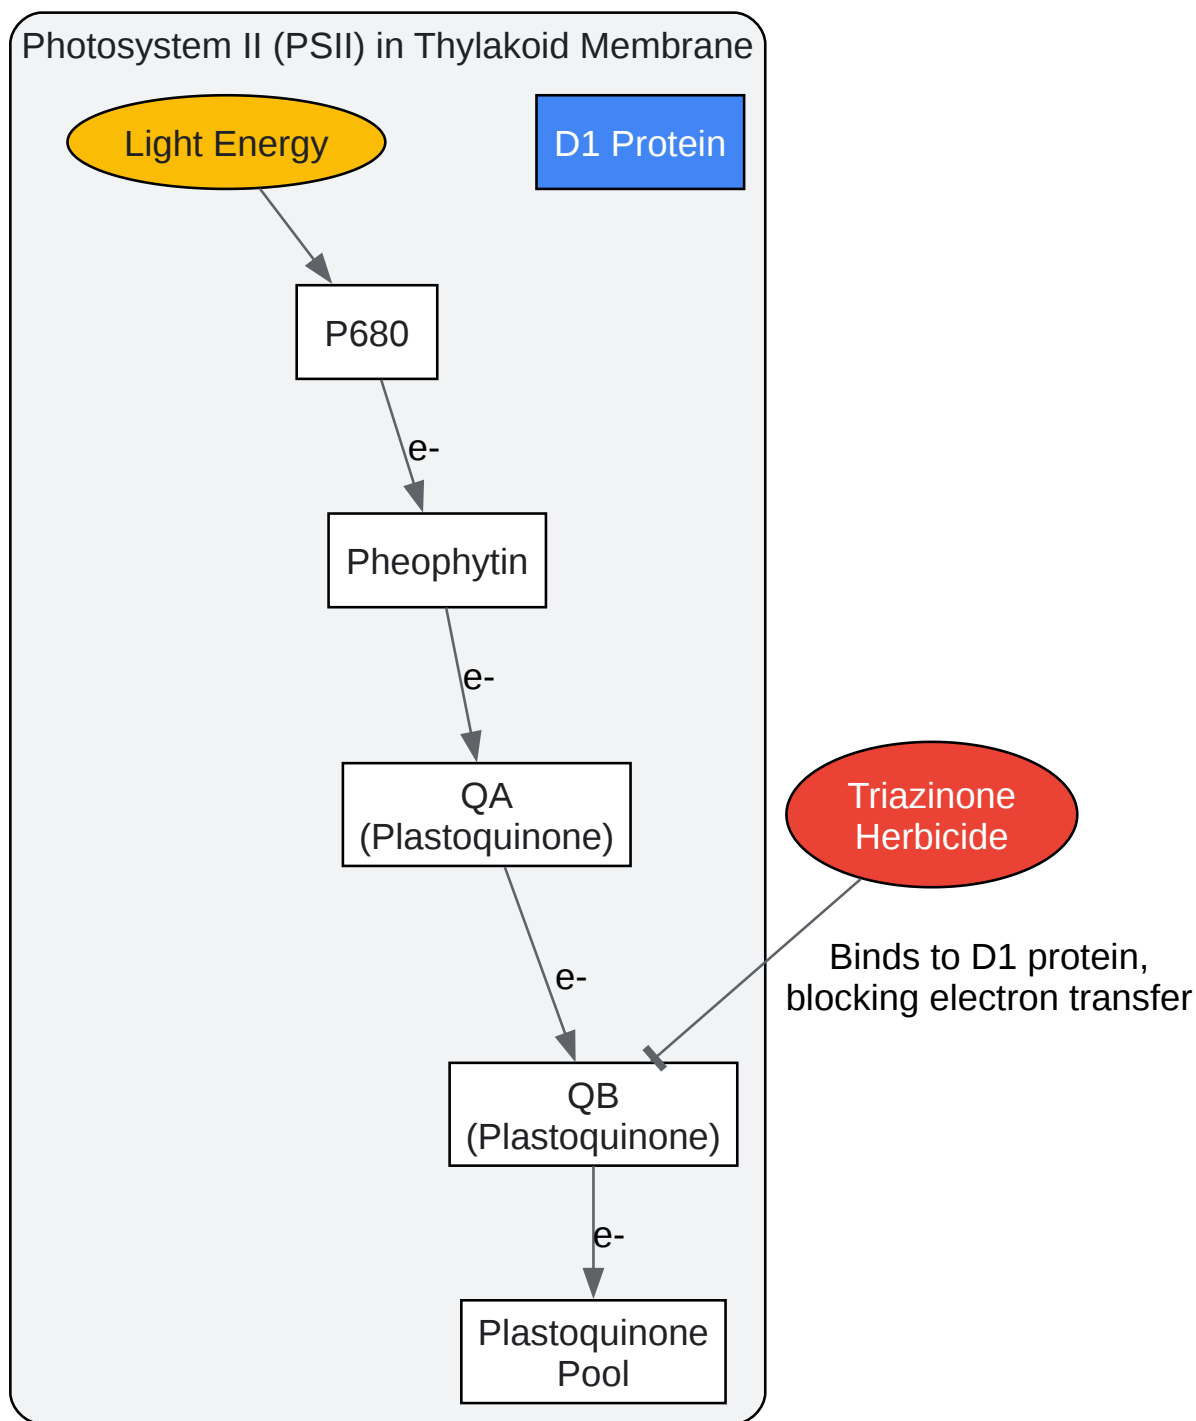 Photosystem II (PSII) in Thylakoid Membrane
Light Energy
D1 Protein
P680
e-
Pheophytin
e-
QA
(Plastoquinone)
Triazinone
Herbicide
e-
Binds to D1 protein,
blocking electron transfer
QB
(Plastoquinone)
e-
Plastoquinone
Pool